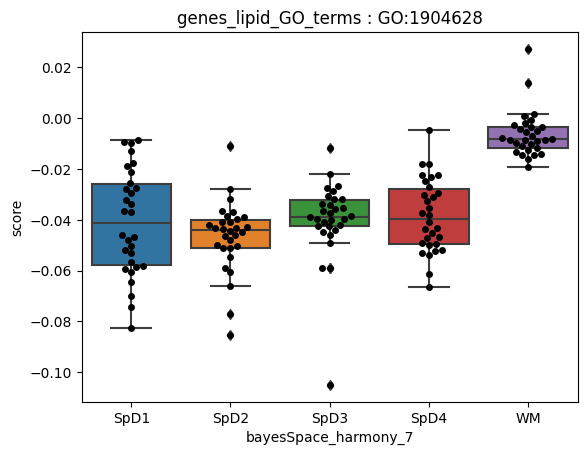 genes_lipid_GO_terms : GO:1904628
score
0.02
0.00
−0.02
−0.04
−0.06
−0.08
−0.10
SpD1 SpD2 SpD3 SpD4 WM
bayesSpace_harmony_7